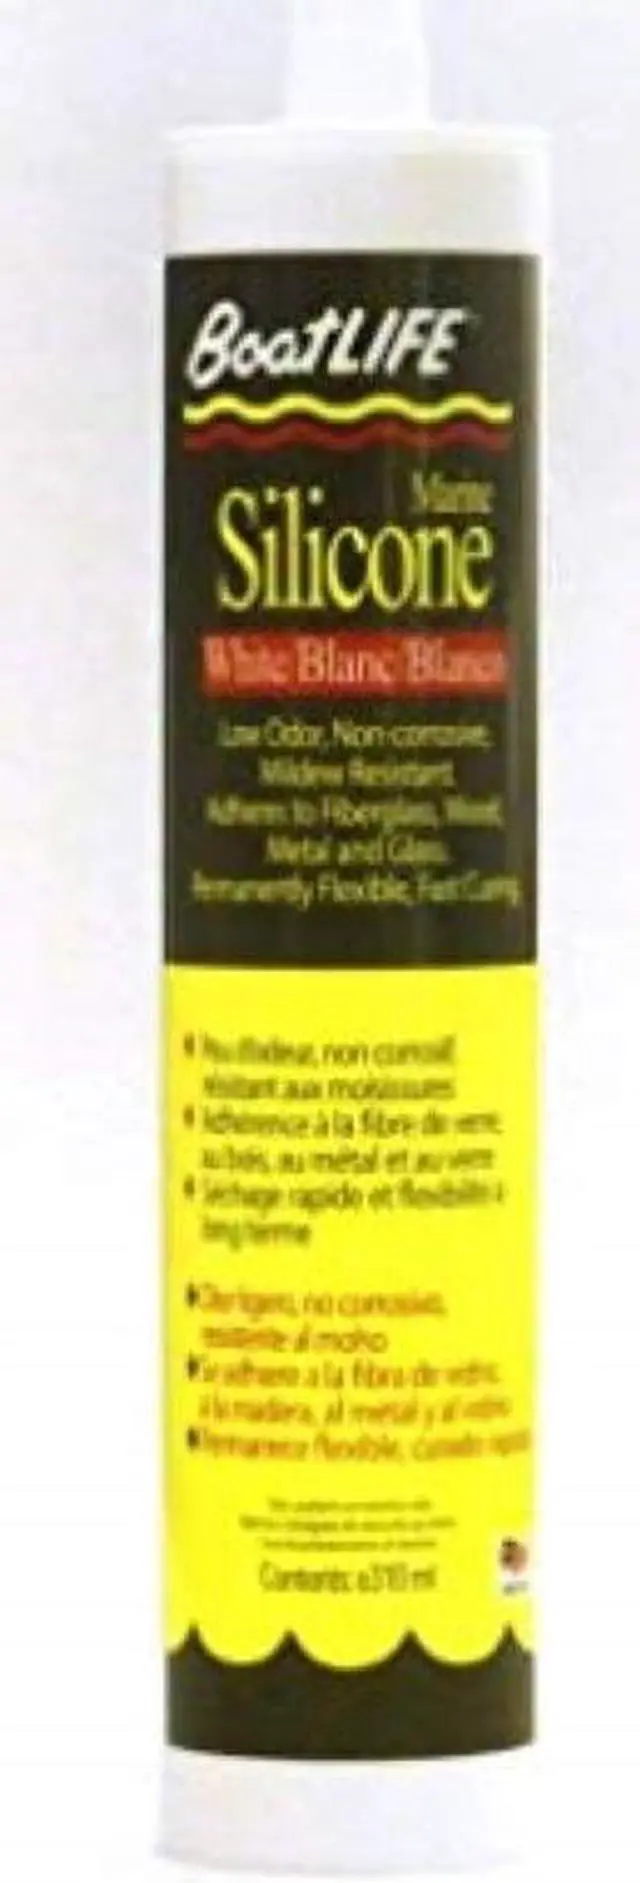 BoatLIFE
Marine
Silicone
White/Blanc/Blanco
Low Odor, Non-corrosive,
Mildew Resistant.
Adheres to Fiberglass, Wood,
Metal and Glass.
Permanently Flexible, Fast Curing.
Peu d'odeur, non corrosif,
résistant aux moisissures
Adhérence à la fibre de verre,
au bois, au métal et au verre
Séchage rapide et flexibilité à
long terme
Olor ligero, no corrosivo,
resistente al moho
Se adhiere a la fibra de vidrio,
a la madera, al metal y al vidrio
Permanece flexible, curado rapido
Contents: e310 ml